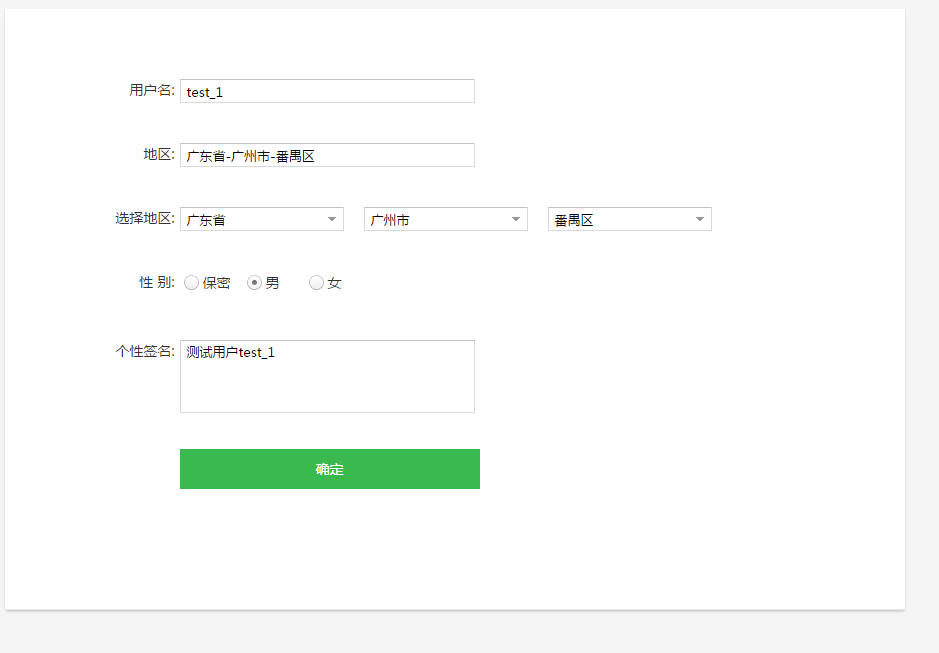 用户名: test_1
地区: 广东省-广州市-番禺区
选择地区: 广东省 广州市 番禺区
性 别: 保密 男 女
个性签名: 测试用户test_1
确定